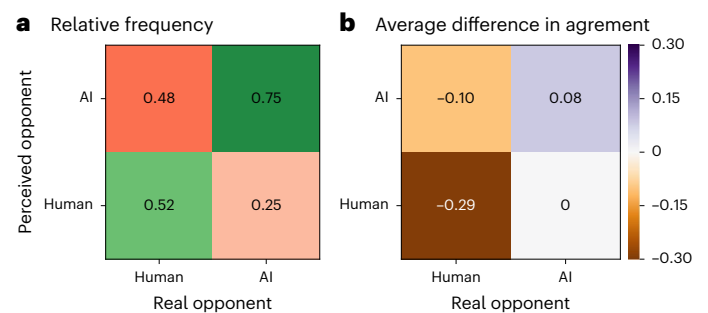 a Relative frequency
Perceived opponent
AI
Human
0.48
0.75
0.52
0.25
Human
AI
Real opponent
b Average difference in agrement
AI
Human
–0.10
0.08
–0.29
0
Human
AI
Real opponent
0.30
0.15
0
–0.15
–0.30